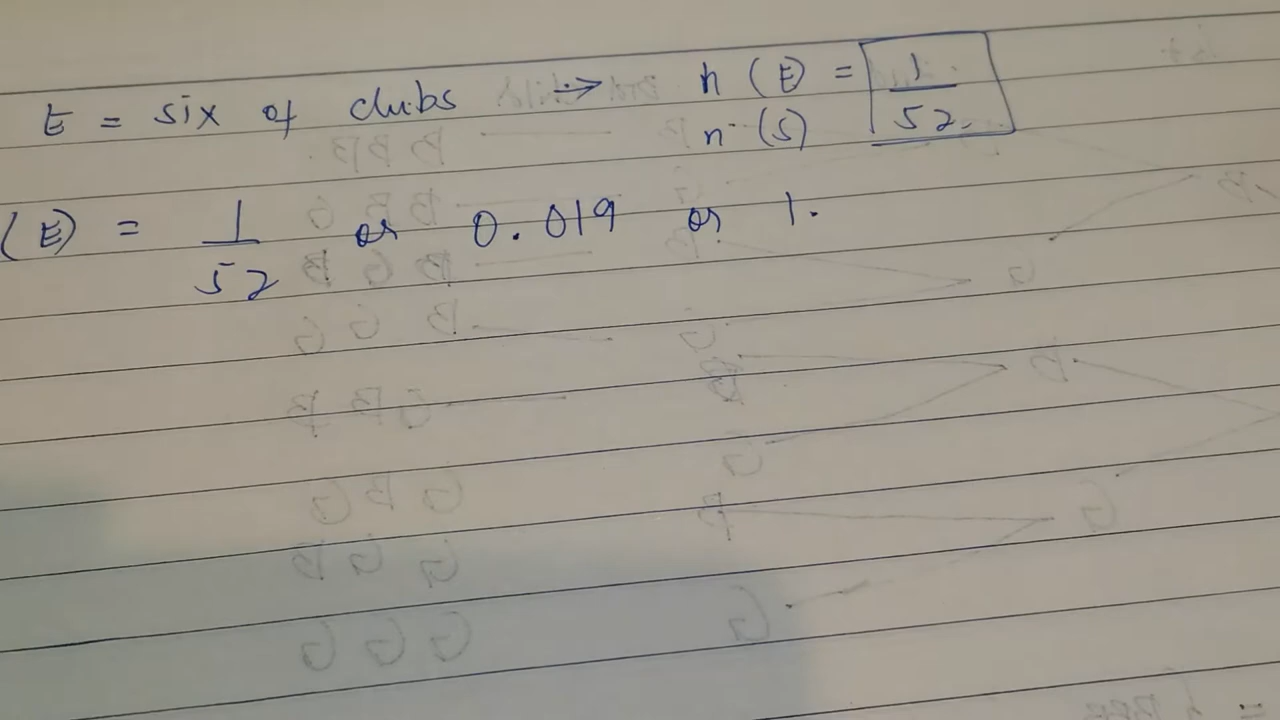 E = six of clubs → n (E) = 1
n (S) 52
(E) = 1 or 0.019 or 1.
52